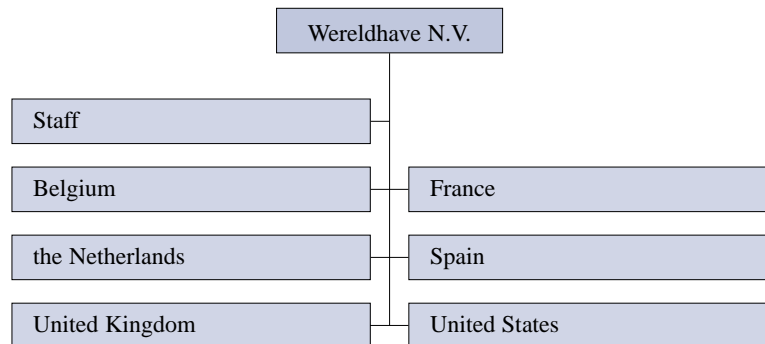 Wereldhave N.V.
Staff
Belgium
France
the Netherlands
Spain
United Kingdom
United States